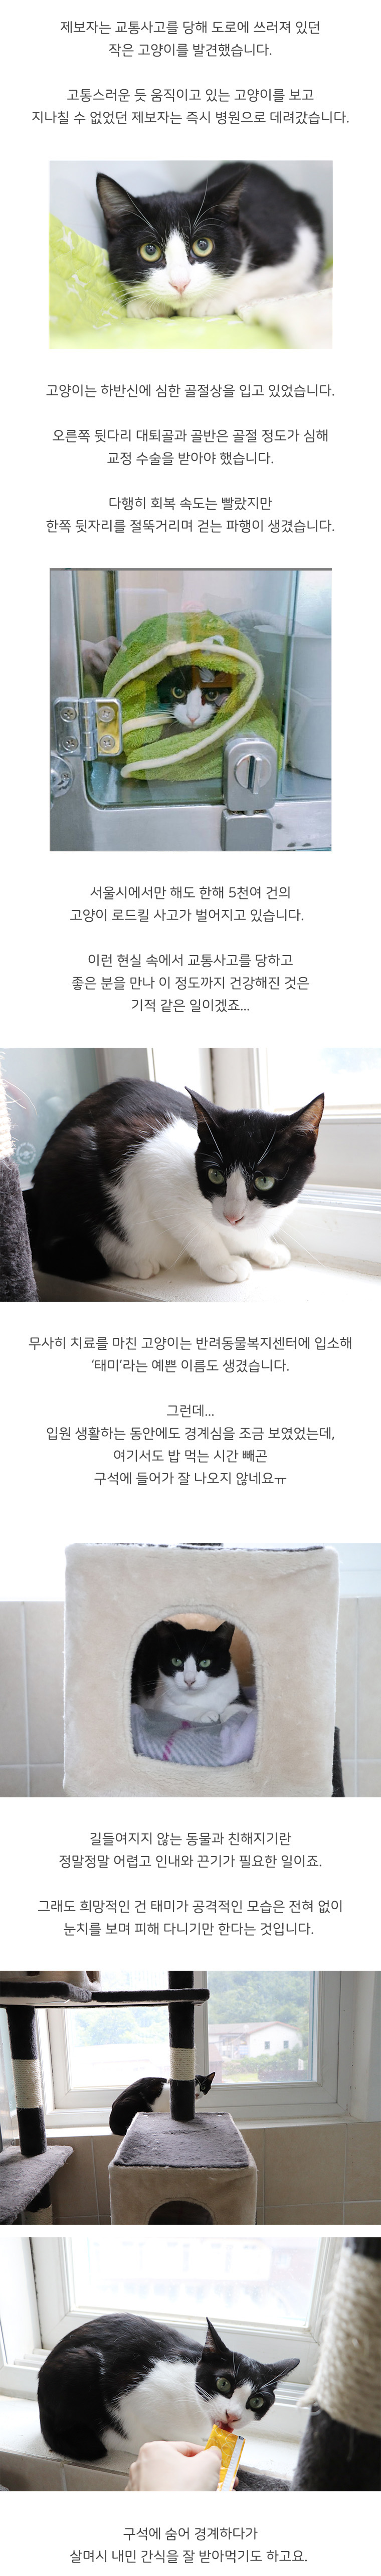 제보자는 교통사고를 당해 도로에 쓰러져 있던
작은 고양이를 발견했습니다.
고통스러운 듯 움직이고 있는 고양이를 보고
지나칠 수 없었던 제보자는 즉시 병원으로 데려갔습니다.
고양이는 하반신에 심한 골절상을 입고 있었습니다.
오른쪽 뒷다리 대퇴골과 골반은 골절 정도가 심해
교정 수술을 받아야 했습니다.
다행히 회복 속도는 빨랐지만
한쪽 뒷자리를 절뚝거리며 걷는 파행이 생겼습니다.
서울시에서만 해도 한해 5천여 건의
고양이 로드킬 사고가 벌어지고 있습니다.
이런 현실 속에서 교통사고를 당하고
좋은 분을 만나 이 정도까지 건강해진 것은
기적 같은 일이겠죠...
무사히 치료를 마친 고양이는 반려동물복지센터에 입소해
‘태미’라는 예쁜 이름도 생겼습니다.
그런데...
입원 생활하는 동안에도 경계심을 조금 보였었는데,
여기서도 밥 먹는 시간 빼곤
구석에 들어가 잘 나오지 않네요ㅠ
길들여지지 않는 동물과 친해지기란
정말정말 어렵고 인내와 끈기가 필요한 일이죠.
그래도 희망적인 건 태미가 공격적인 모습은 전혀 없이
눈치를 보며 피해 다니기만 한다는 것입니다.
구석에 숨어 경계하다가
살며시 내민 간식을 잘 받아먹기도 하고요.